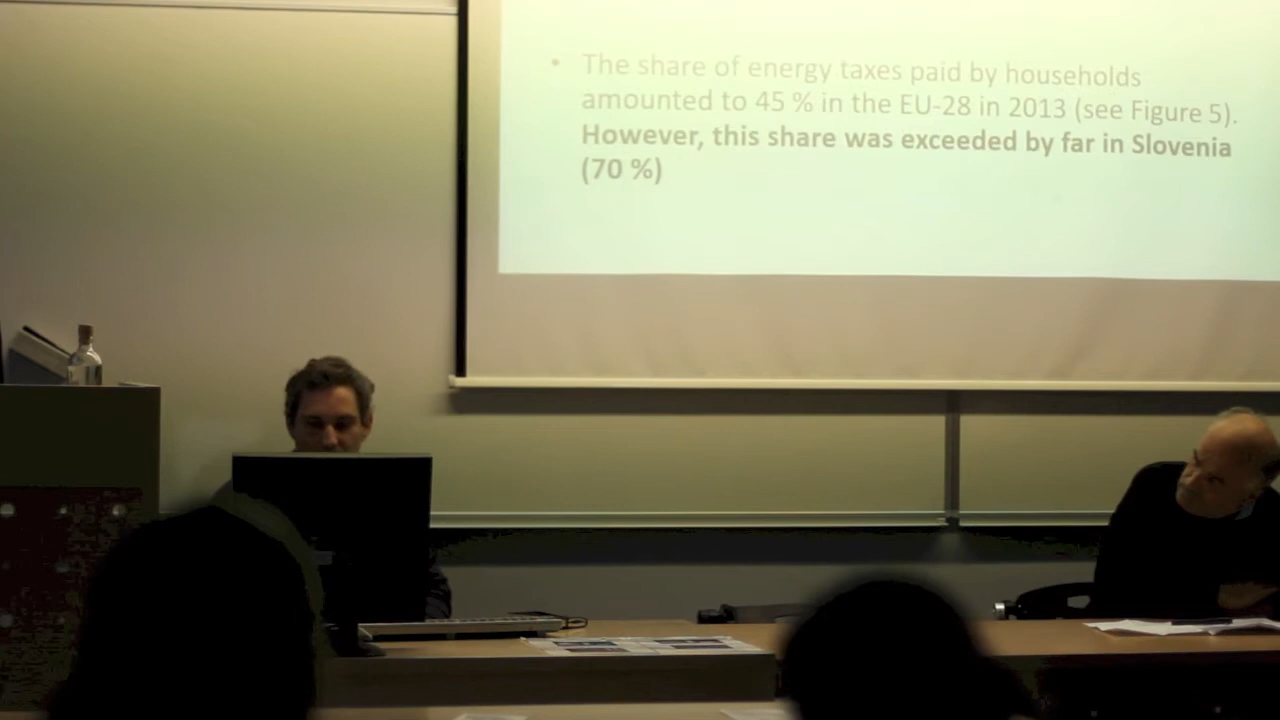 • The share of energy taxes paid by households
amounted to 45 % in the EU-28 in 2013 (see Figure 5).
However, this share was exceeded by far in Slovenia
(70 %)